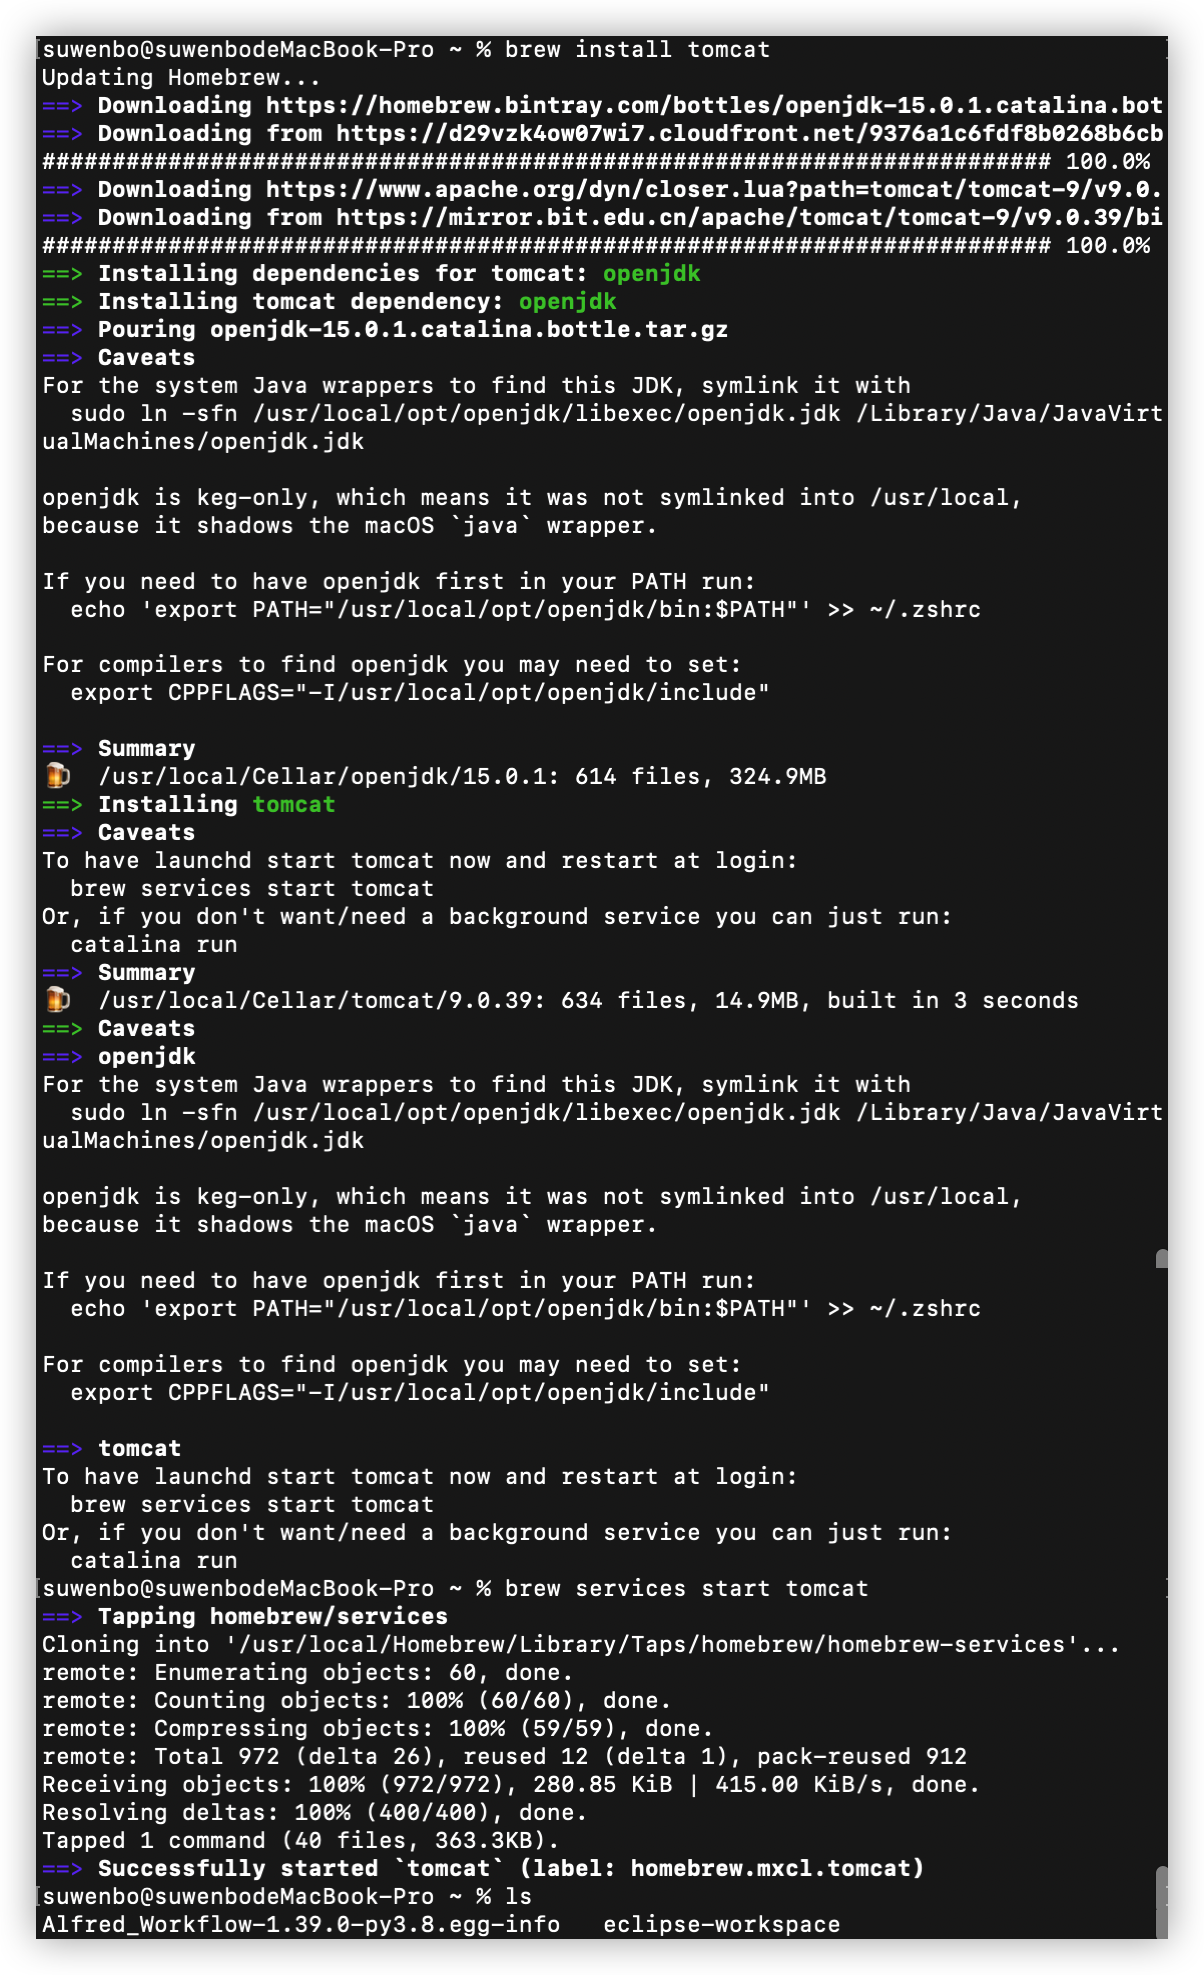 suwenbo@suwenbodeMacBook-Pro ~ % brew install tomcat
Updating Homebrew...
==> Downloading https://homebrew.bintray.com/bottles/openjdk-15.0.1.catalina.bot
==> Downloading from https://d29vzk4ow07wi7.cloudfront.net/9376a1c6fdf8b0268b6cb
######################################################################## 100.0%
==> Downloading https://www.apache.org/dyn/closer.lua?path=tomcat/tomcat-9/v9.0.
==> Downloading from https://mirror.bit.edu.cn/apache/tomcat/tomcat-9/v9.0.39/bi
######################################################################## 100.0%
==> Installing dependencies for tomcat: openjdk
==> Installing tomcat dependency: openjdk
==> Pouring openjdk-15.0.1.catalina.bottle.tar.gz
==> Caveats
For the system Java wrappers to find this JDK, symlink it with
  sudo ln -sfn /usr/local/opt/openjdk/libexec/openjdk.jdk /Library/Java/JavaVirt
ualMachines/openjdk.jdk

openjdk is keg-only, which means it was not symlinked into /usr/local,
because it shadows the macOS `java` wrapper.

If you need to have openjdk first in your PATH run:
  echo 'export PATH="/usr/local/opt/openjdk/bin:$PATH"' >> ~/.zshrc

For compilers to find openjdk you may need to set:
  export CPPFLAGS="-I/usr/local/opt/openjdk/include"

==> Summary
🍺  /usr/local/Cellar/openjdk/15.0.1: 614 files, 324.9MB
==> Installing tomcat
==> Caveats
To have launchd start tomcat now and restart at login:
  brew services start tomcat
Or, if you don't want/need a background service you can just run:
  catalina run
==> Summary
🍺  /usr/local/Cellar/tomcat/9.0.39: 634 files, 14.9MB, built in 3 seconds
==> Caveats
==> openjdk
For the system Java wrappers to find this JDK, symlink it with
  sudo ln -sfn /usr/local/opt/openjdk/libexec/openjdk.jdk /Library/Java/JavaVirt
ualMachines/openjdk.jdk

openjdk is keg-only, which means it was not symlinked into /usr/local,
because it shadows the macOS `java` wrapper.

If you need to have openjdk first in your PATH run:
  echo 'export PATH="/usr/local/opt/openjdk/bin:$PATH"' >> ~/.zshrc

For compilers to find openjdk you may need to set:
  export CPPFLAGS="-I/usr/local/opt/openjdk/include"

==> tomcat
To have launchd start tomcat now and restart at login:
  brew services start tomcat
Or, if you don't want/need a background service you can just run:
  catalina run
suwenbo@suwenbodeMacBook-Pro ~ % brew services start tomcat
==> Tapping homebrew/services
Cloning into '/usr/local/Homebrew/Library/Taps/homebrew/homebrew-services'...
remote: Enumerating objects: 60, done.
remote: Counting objects: 100% (60/60), done.
remote: Compressing objects: 100% (59/59), done.
remote: Total 972 (delta 26), reused 12 (delta 1), pack-reused 912
Receiving objects: 100% (972/972), 280.85 KiB | 415.00 KiB/s, done.
Resolving deltas: 100% (400/400), done.
Tapped 1 command (40 files, 363.3KB).
==> Successfully started `tomcat` (label: homebrew.mxcl.tomcat)
suwenbo@suwenbodeMacBook-Pro ~ % ls
Alfred_Workflow-1.39.0-py3.8.egg-info   eclipse-workspace